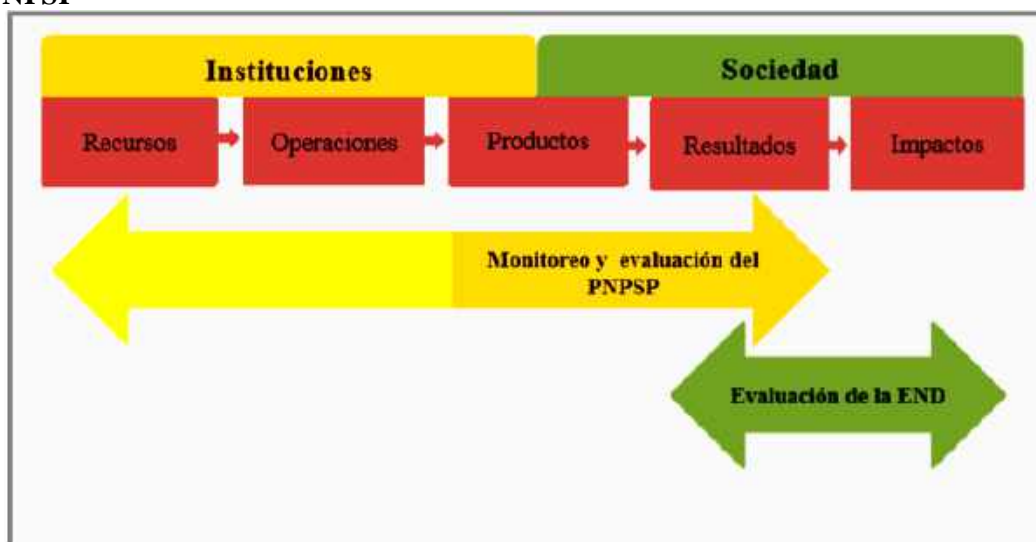 Instituciones
Sociedad
Recursos
Operaciones
Productos
Resultados
Impactos
Monitoreo y evaluación del
PNPSP
Evaluación de la END